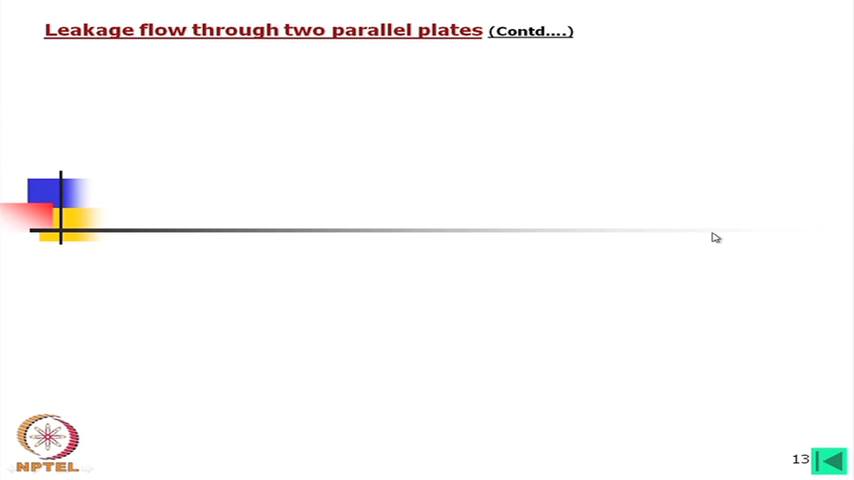 Leakage flow through two parallel plates (Contd....)
NPTEL
13